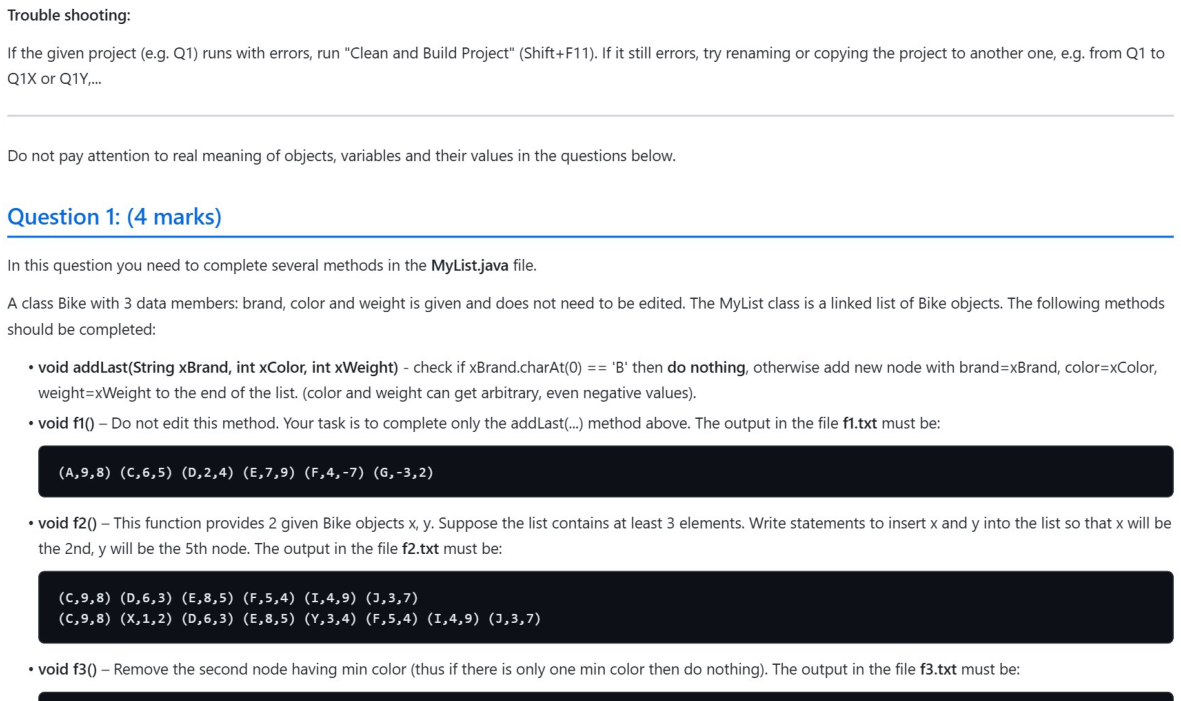 Trouble shooting:
If the given project (e.g. Q1) runs with errors, run "Clean and Build Project" (Shift+F11). If it still errors, try renaming or copying the project to another one, e.g. from Q1 to
Q1X or Q1Y,...
Do not pay attention to real meaning of objects, variables and their values in the questions below.
Question 1: (4 marks)
In this question you need to complete several methods in the MyList.java file.
A class Bike with 3 data members: brand, color and weight is given and does not need to be edited. The MyList class is a linked list of Bike objects. The following methods
should be completed:
• void addLast(String xBrand, int xColor, int xWeight) - check if xBrand.charAt(0) == 'B' then do nothing, otherwise add new node with brand=xBrand, color=xColor,
weight=xWeight to the end of the list. (color and weight can get arbitrary, even negative values).
• void f1() – Do not edit this method. Your task is to complete only the addLast(...) method above. The output in the file f1.txt must be:
(A,9,8) (C,6,5) (D,2,4) (E,7,9) (F,4,-7) (G,-3,2)
• void f2() – This function provides 2 given Bike objects x, y. Suppose the list contains at least 3 elements. Write statements to insert x and y into the list so that x will be
the 2nd, y will be the 5th node. The output in the file f2.txt must be:
(C,9,8) (D,6,3) (E,8,5) (F,5,4) (I,4,9) (J,3,7)
(C,9,8) (X,1,2) (D,6,3) (E,8,5) (Y,3,4) (F,5,4) (I,4,9) (J,3,7)
• void f3() – Remove the second node having min color (thus if there is only one min color then do nothing). The output in the file f3.txt must be: